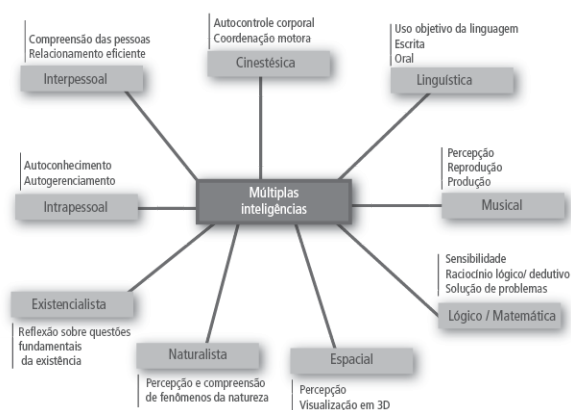 Autocontrole corporal
Coordenação motora
Cinestésica
Uso objetivo da linguagem
Escrita
Oral
Linguística
Compreensão das pessoas
Relacionamento eficiente
Interpessoal
Percepção
Reprodução
Produção
Musical
Autoconhecimento
Autogerenciamento
Intrapessoal
Múltiplas
inteligências
Sensibilidade
Raciocínio lógico/ dedutivo
Solução de problemas
Lógico / Matemática
Existencialista
Reflexão sobre questões
fundamentais
da existência
Naturalista
Percepção e compreensão
de fenômenos da natureza
Espacial
Percepção
Visualização em 3D